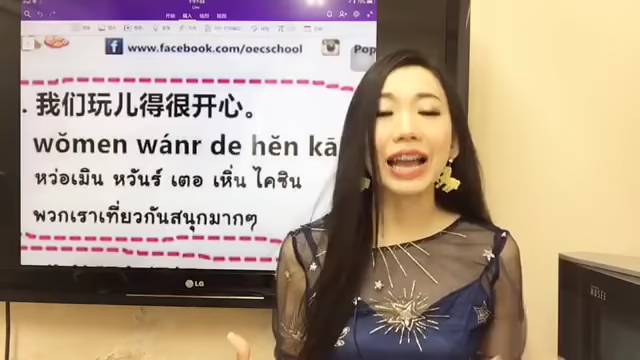 www.facebook.com/oecschool
Pop
我们玩儿得很开心。
wǒmen wánr de hěn kā
หว่อเมิน หวันร์ เตอ เหิ่น ไคซิน
พวกเราเที่ยวกันสนุกมากๆ
LG